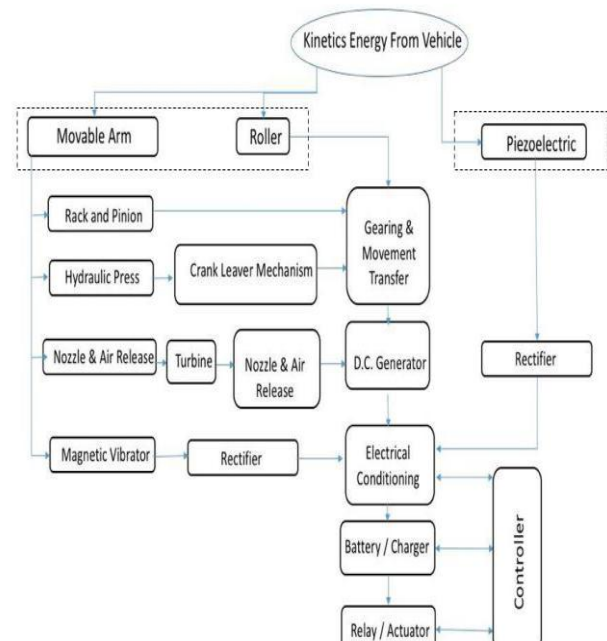 Kinetics Energy From Vehicle
Movable Arm
Roller
Piezoelectric
Rack and Pinion
Gearing &
Movement
Transfer
Hydraulic Press
Crank Leaver Mechanism
Nozzle & Air Release
Turbine
Nozzle & Air
Release
D.C. Generator
Rectifier
Magnetic Vibrator
Rectifier
Electrical
Conditioning
Battery / Charger
Controller
Relay / Actuator